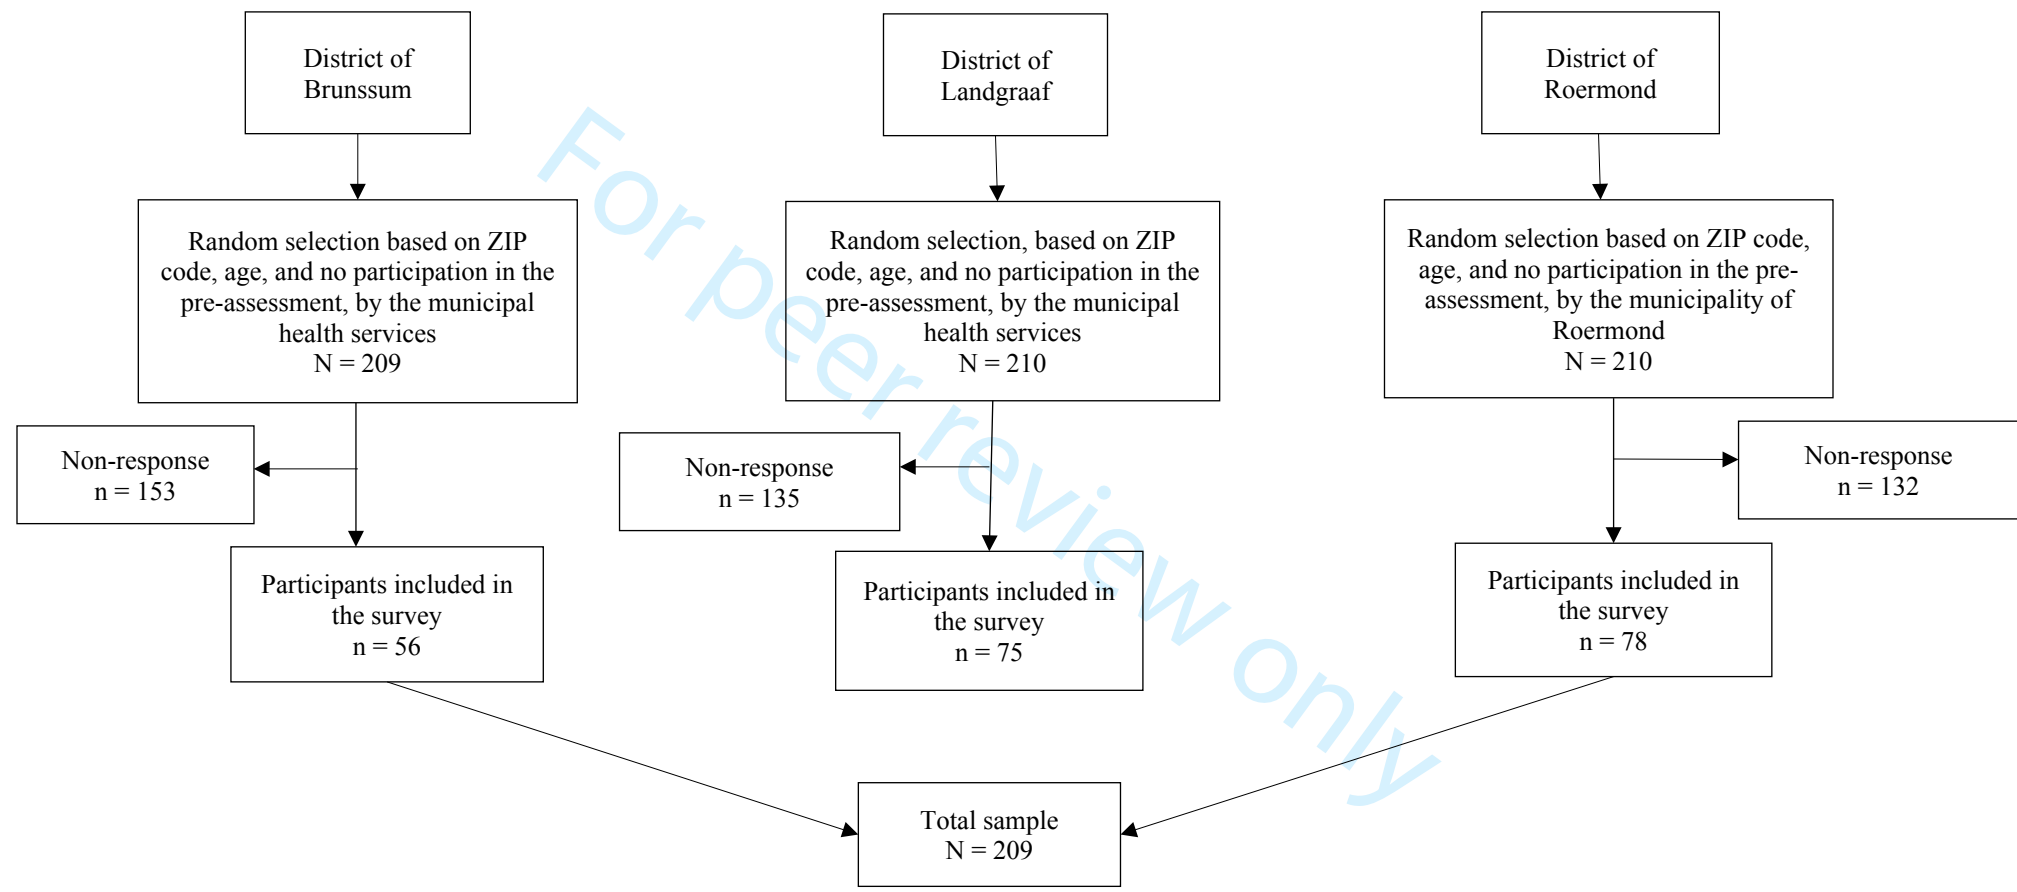 District of
Brunssum
District of
Landgraaf
District of
Roermond
Random selection based on ZIP
code, age, and no participation in the
pre-assessment, by the municipal
health services
N = 209
Random selection, based on ZIP
code, age, and no participation in the
pre-assessment, by the municipal
health services
N = 210
Random selection based on ZIP code,
age, and no participation in the pre-
assessment, by the municipality of
Roermond
N = 210
Non-response
n = 153
Non-response
n = 135
Non-response
n = 132
Participants included in
the survey
n = 56
Participants included in
the survey
n = 75
Participants included in
the survey
n = 78
Total sample
N = 209
For peer review only